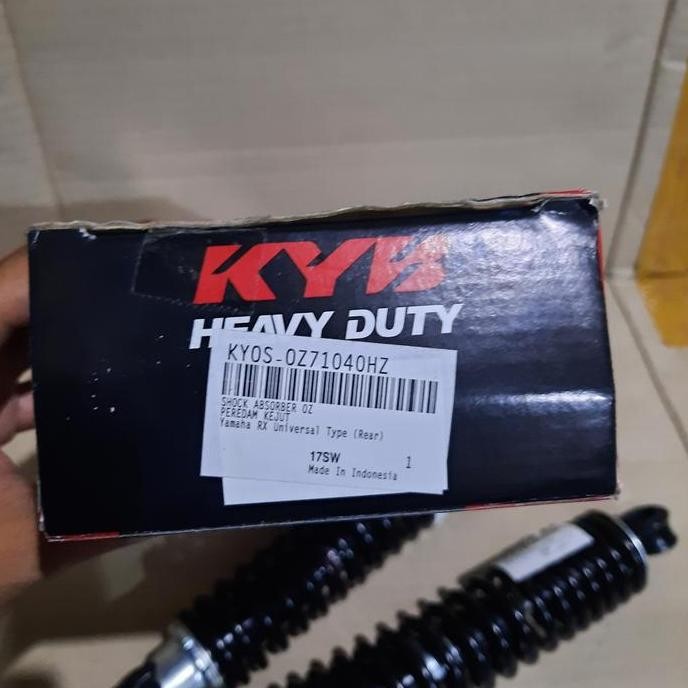 KYB
HEAVY DUTY
KYOS-OZ71040HZ
SHOCK ABSORBER OZ
PEREDAM KEJUT
Yamaha RX Universal Type (Rear)
17SW 1
Made In Indonesia